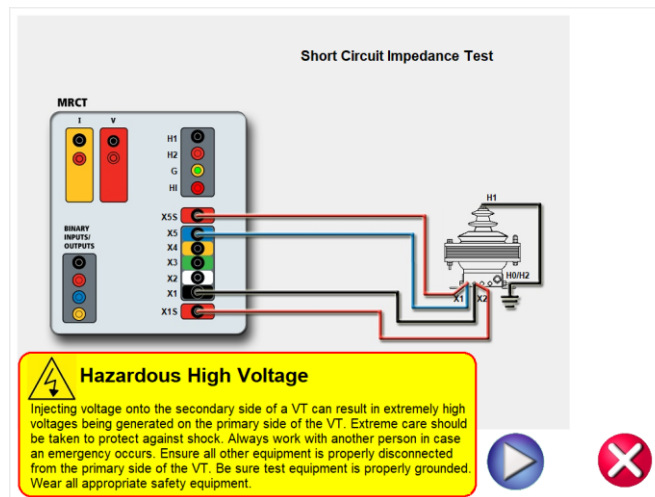 Short Circuit Impedance Test
MRCT
I V
H1
H2
G
HI
H1
X5S
X5
X4
X3
X2
X1
X1S
BINARY
INPUTS/
OUTPUTS
H0/H2
X1 X2
Hazardous High Voltage
Injecting voltage onto the secondary side of a VT can result in extremely high
voltages being generated on the primary side of the VT. Extreme care should
be taken to protect against shock. Always work with another person in case
an emergency occurs. Ensure all other equipment is properly disconnected
from the primary side of the VT. Be sure test equipment is properly grounded.
Wear all appropriate safety equipment.